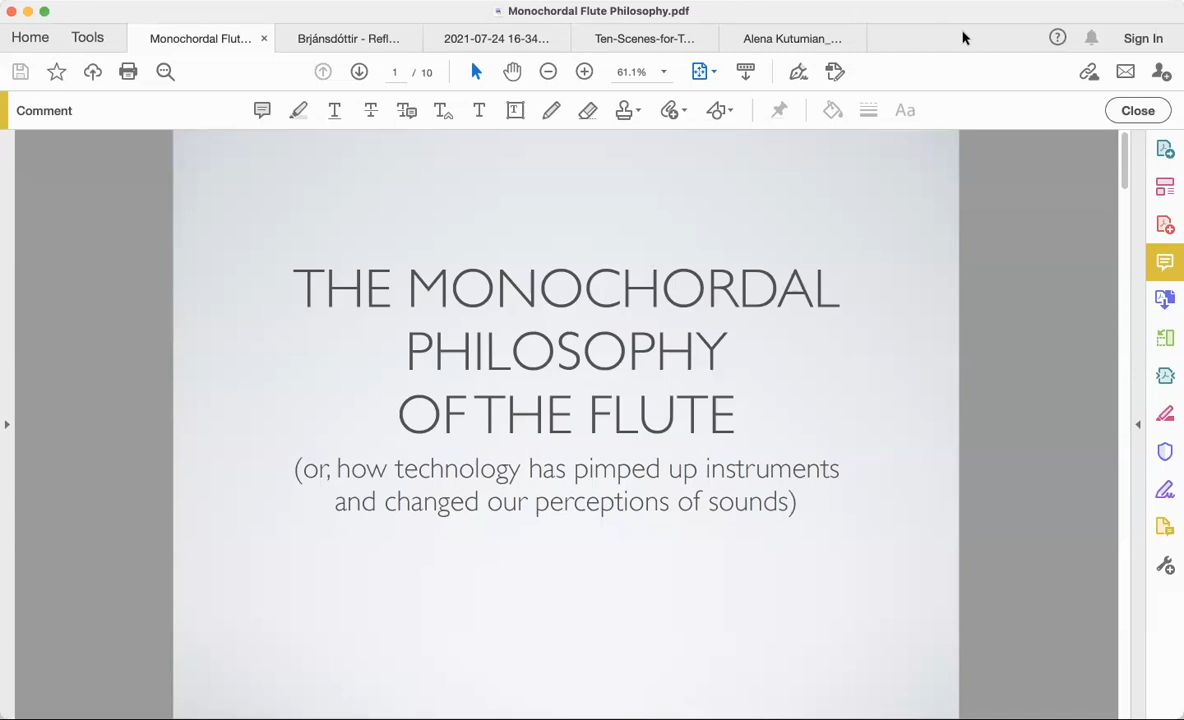 Monochordal Flute Philosophy.pdf
Home
Tools
Monochordal Flut... ×
Brjánsdóttir - Refl...
2021-07-24 16-34...
Ten-Scenes-for-T...
Alena Kutumian_...
Sign In
1 / 10
61.1%
Comment
Aa
Close
THE MONOCHORDAL
PHILOSOPHY
OF THE FLUTE
(or, how technology has pimped up instruments
and changed our perceptions of sounds)